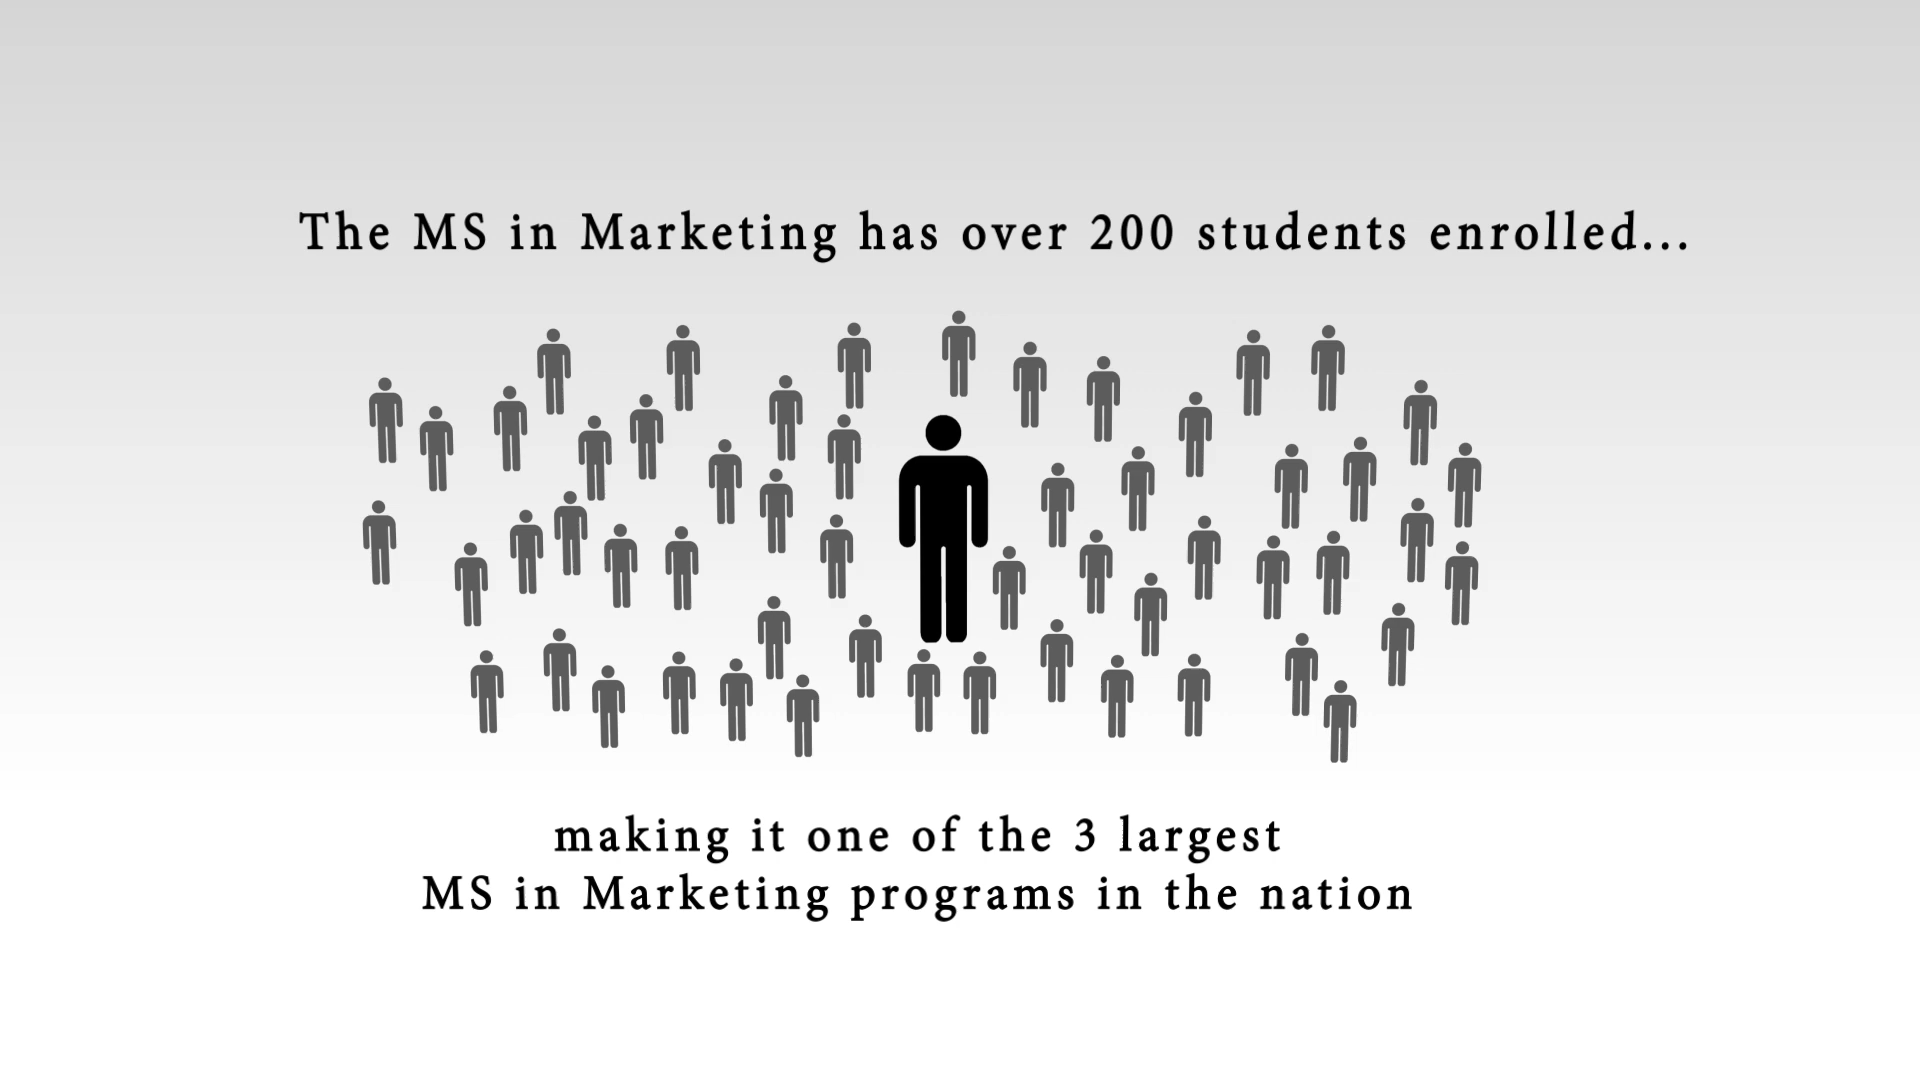 The MS in Marketing has over 200 students enrolled...
making it one of the 3 largest
MS in Marketing programs in the nation